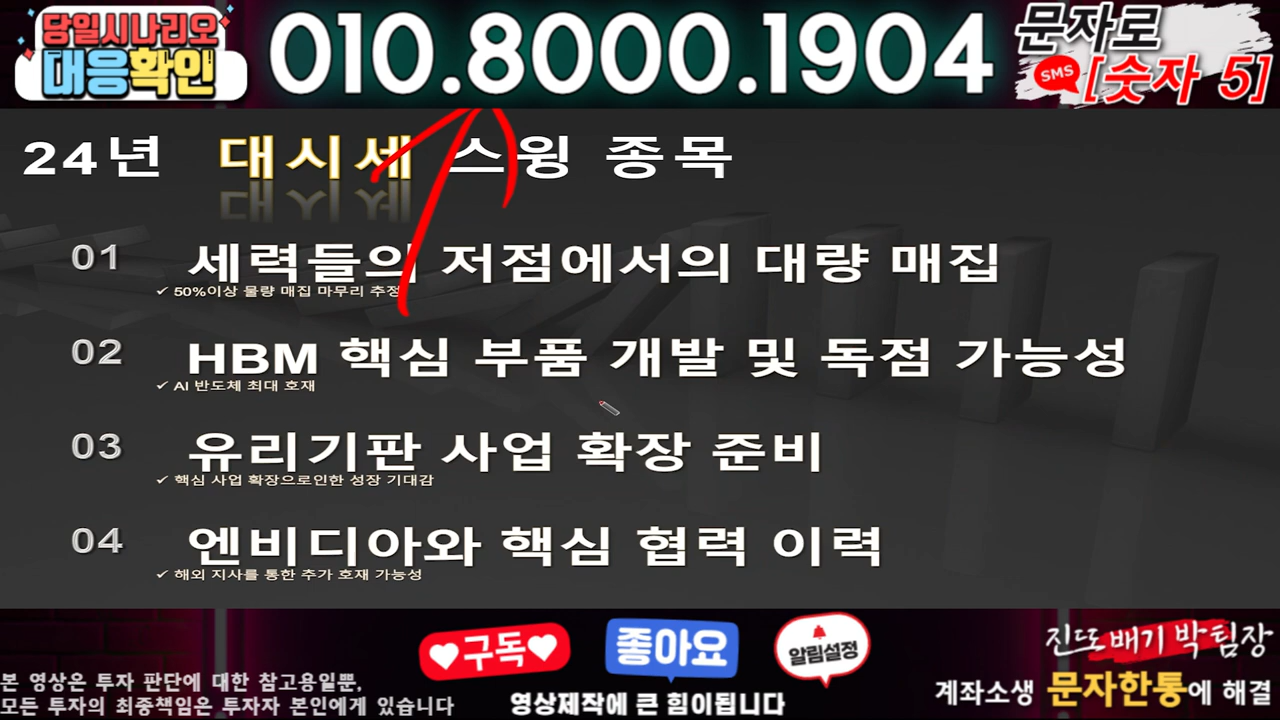 당일시나리오
대응확인
010.8000.1904
문자로
SMS [숫자 5]
24년 대시세 스윙 종목
01 세력들의 저점에서의 대량 매집
✓ 50%이상 물량 매집 마무리 추정
02 HBM 핵심 부품 개발 및 독점 가능성
✓ AI 반도체 최대 호재
03 유리기판 사업 확장 준비
✓ 핵심 사업 확장으로인한 성장 기대감
04 엔비디아와 핵심 협력 이력
✓ 해외 지사를 통한 추가 호재 가능성
구독
좋아요
알림설정
영상제작에 큰 힘이됩니다
본 영상은 투자 판단에 대한 참고용일뿐,
모든 투자의 최종책임은 투자자 본인에게 있습니다
진또배기 박팀장
계좌소생 문자한통에 해결